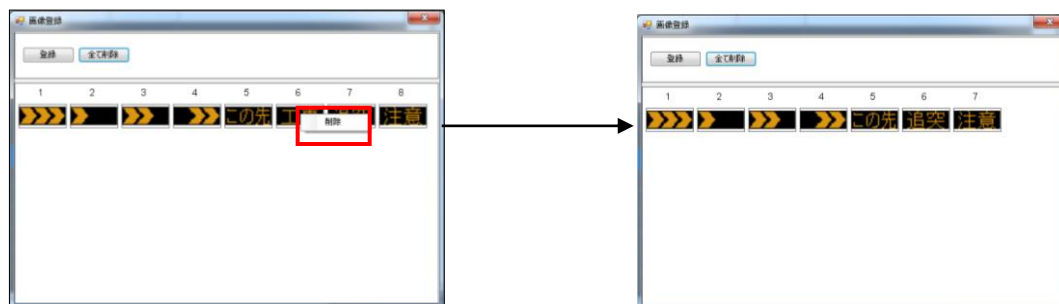 画像登録
登録 全て削除
1 2 3 4 5 6 7 8
この先 注意
削除
画像登録
登録 全て削除
1 2 3 4 5 6 7
この先 追突 注意